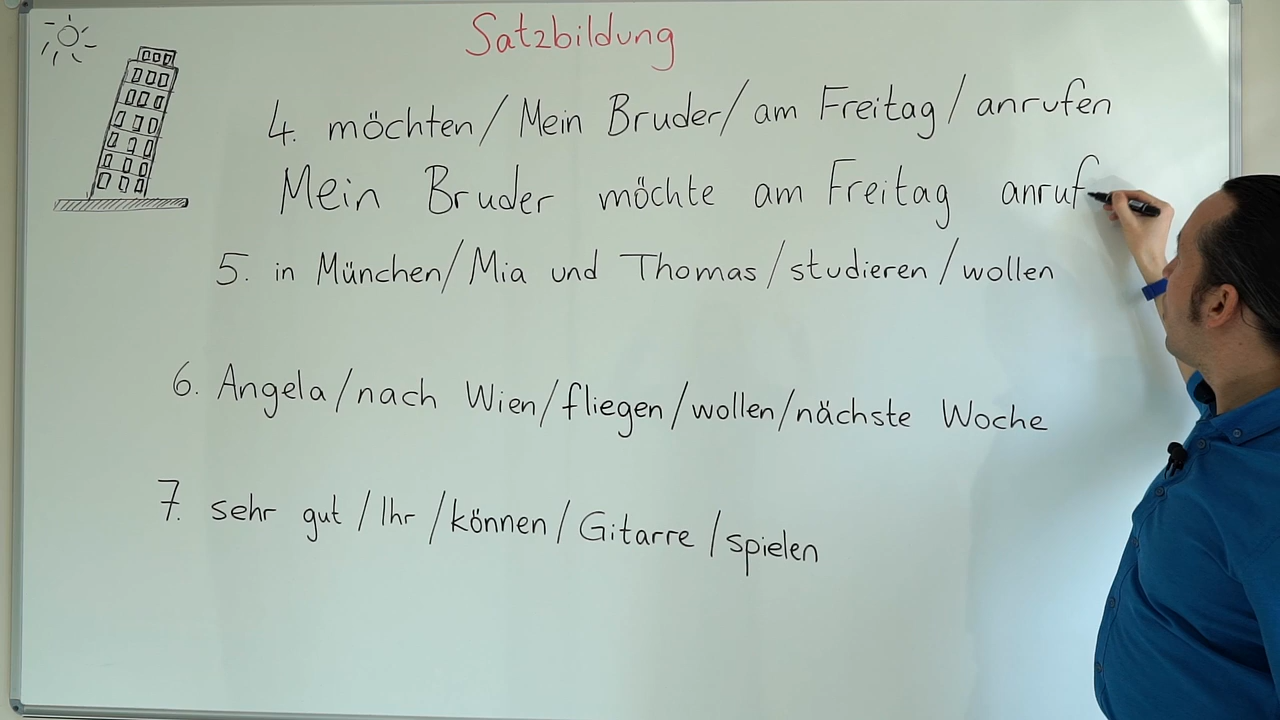 Satzbildung
4. möchten / Mein Bruder / am Freitag / anrufen
Mein Bruder möchte am Freitag anruf
5. in München / Mia und Thomas / studieren / wollen
6. Angela / nach Wien / fliegen / wollen / nächste Woche
7. sehr gut / Ihr / können / Gitarre / spielen